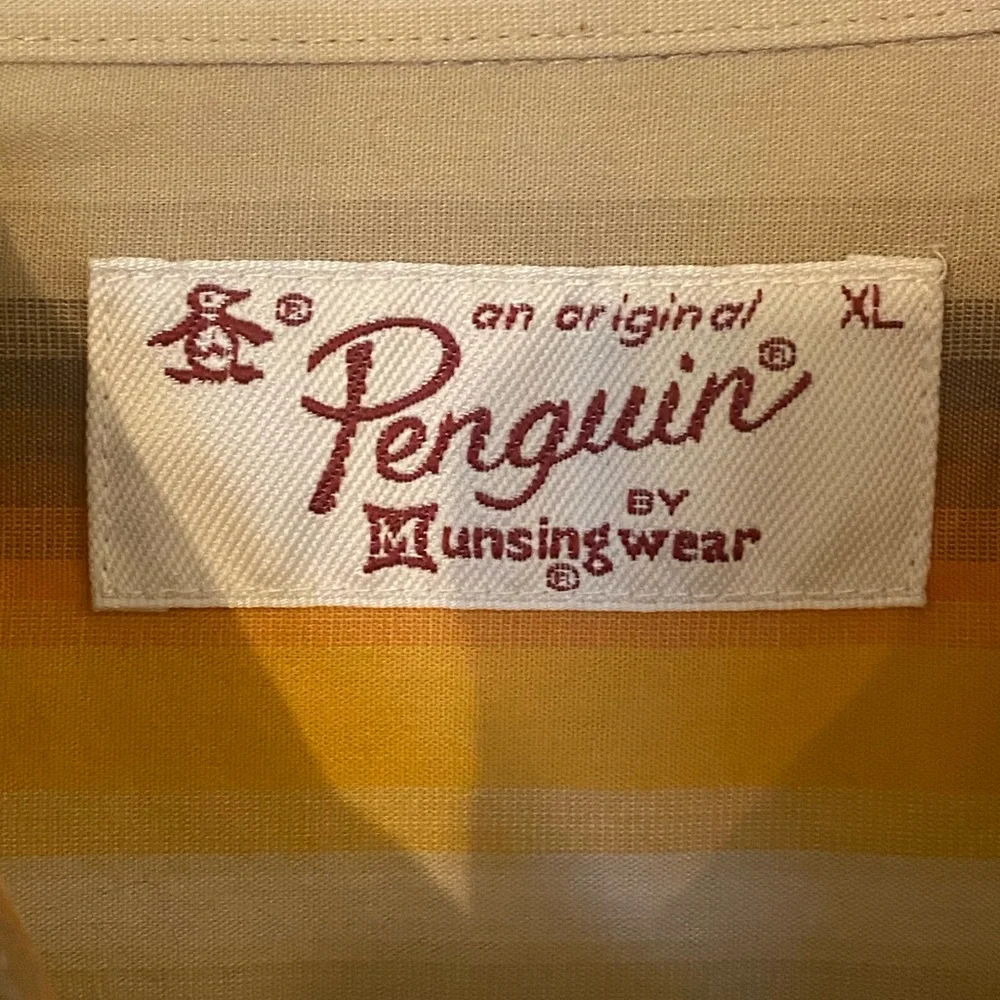 ® an original XL
Penguin®
BY
Munsingwear
®